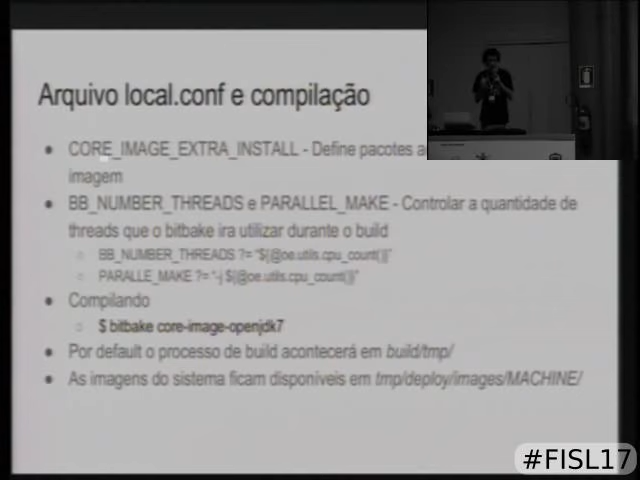 Arquivo local.conf e compilação
CORE_IMAGE_EXTRA_INSTALL - Define pacotes
imagem
BB_NUMBER_THREADS e PARALLEL_MAKE - Controlar a quantidade de
threads que o bitbake ira utilizar durante o build
BB_NUMBER_THREADS ?= "${@oe.utils.cpu_count()}"
PARALLE_MAKE ?= "-j ${@oe.utils.cpu_count()}"
Compilando
$ bitbake core-image-openjdk7
Por default o processo de build acontecerá em build/tmp/
As imagens do sistema ficam disponíveis em tmp/deploy/images/MACHINE/
#FISL17